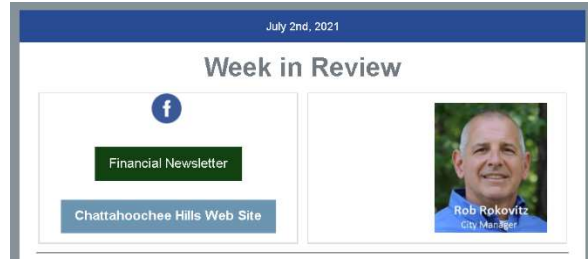 July 2nd, 2021
Week in Review
f
Financial Newsletter
Chattahoochee Hills Web Site
Rob Rokovitz
City Manager